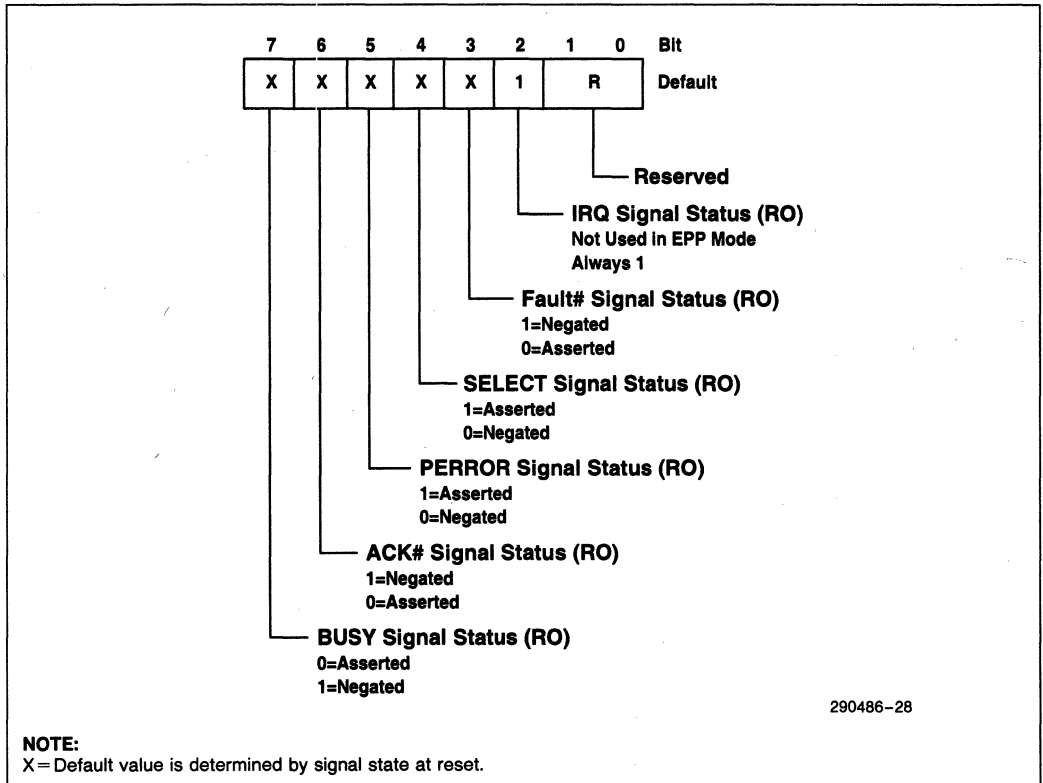 7 6 5 4 3 2 1 0 Bit
X X X X X 1 R Default
Reserved
IRQ Signal Status (RO)
Not Used in EPP Mode
Always 1
Fault# Signal Status (RO)
1=Negated
0=Asserted
SELECT Signal Status (RO)
1=Asserted
0=Negated
PERROR Signal Status (RO)
1=Asserted
0=Negated
ACK# Signal Status (RO)
1=Negated
0=Asserted
BUSY Signal Status (RO)
0=Asserted
1=Negated
290486–28
NOTE:
X=Default value is determined by signal state at reset.